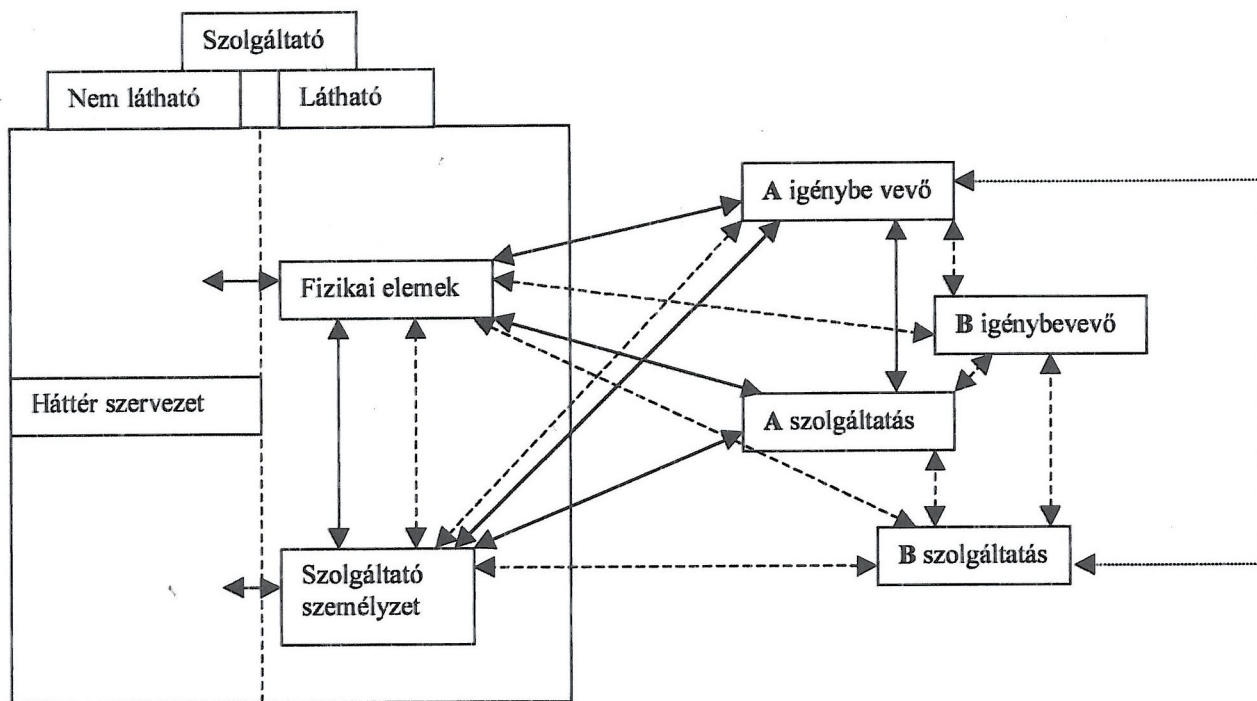 Szolgáltató
Nem látható
Látható
A igénybe vevő
Fizikai elemek
B igénybevevő
Háttér szervezet
A szolgáltatás
B szolgáltatás
Szolgáltató
személyzet